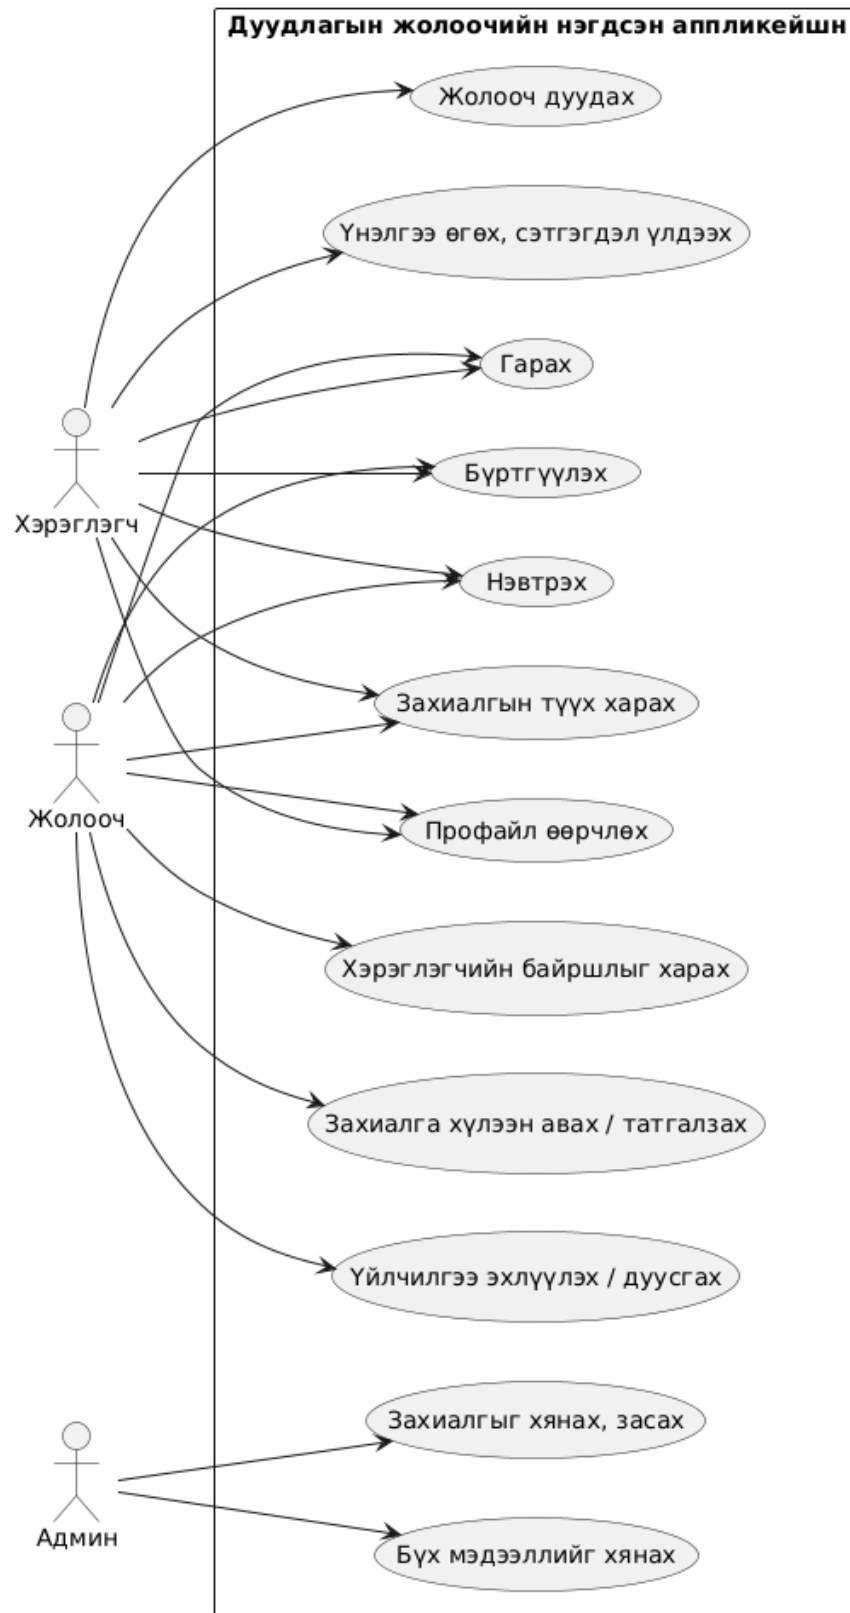 Дуудлагын жолоочийн нэгдсэн аппликейшн
Жолооч дуудах
Үнэлгээ өгөх, сэтгэгдэл үлдээх
Гарах
Бүртгүүлэх
Хэрэглэгч
Нэвтрэх
Захиалгын түүх харах
Жолооч
Профайл өөрчлөх
Хэрэглэгчийн байршлыг харах
Захиалга хүлээн авах / татгалзах
Үйлчилгээ эхлүүлэх / дуусгах
Захиалгыг хянах, засах
Админ
Бүх мэдээллийг хянах